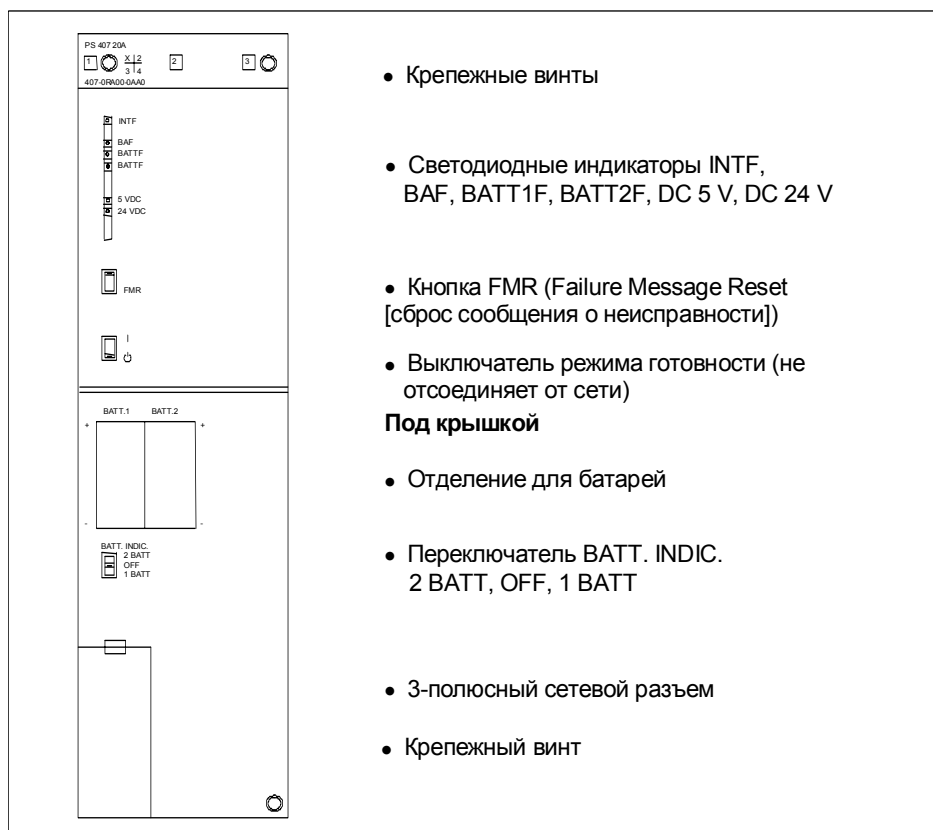 PS 407 20A
1 X 2 2 3
3 4
407-0RA00-0AA0
INTF
BAF
BATTF
BATTF
5 VDC
24 VDC
FMR
I
BATT.1 BATT.2
+ +
- -
BATT. INDIC.
2 BATT
OFF
1 BATT
• Крепежные винты
• Светодиодные индикаторы INTF,
BAF, BATT1F, BATT2F, DC 5 V, DC 24 V
• Кнопка FMR (Failure Message Reset
[сброс сообщения о неисправности])
• Выключатель режима готовности (не
отсоединяет от сети)
Под крышкой
• Отделение для батарей
• Переключатель BATT. INDIC.
2 BATT, OFF, 1 BATT
• 3-полюсный сетевой разъем
• Крепежный винт